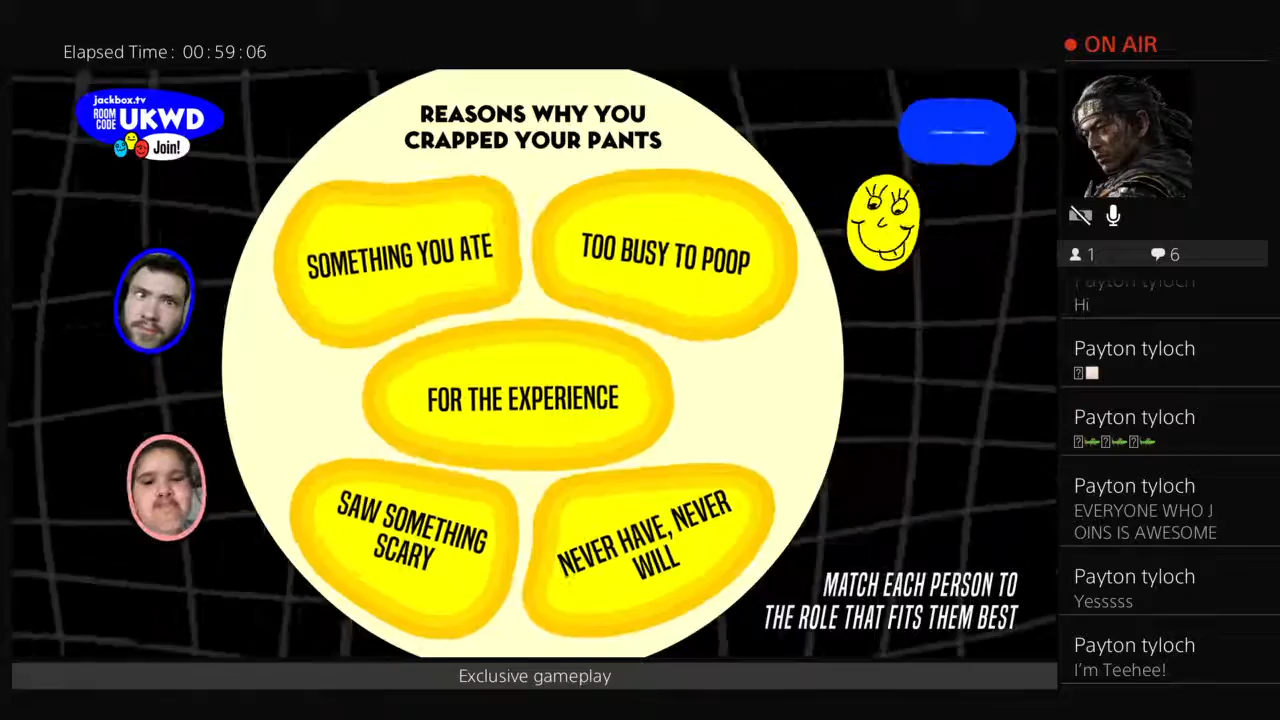 Elapsed Time: 00:59:06
ON AIR
jackbox.tv
ROOM CODE UKWD
Join!
REASONS WHY YOU
CRAPPED YOUR PANTS
SOMETHING YOU ATE
TOO BUSY TO POOP
FOR THE EXPERIENCE
SAW SOMETHING
SCARY
NEVER HAVE, NEVER
WILL
MATCH EACH PERSON TO
THE ROLE THAT FITS THEM BEST
Exclusive gameplay
1 6
Payton tyloch
Hi
Payton tyloch
Payton tyloch
Payton tyloch
EVERYONE WHO J
OINS IS AWESOME
Payton tyloch
Yesssss
Payton tyloch
I'm Teehee!